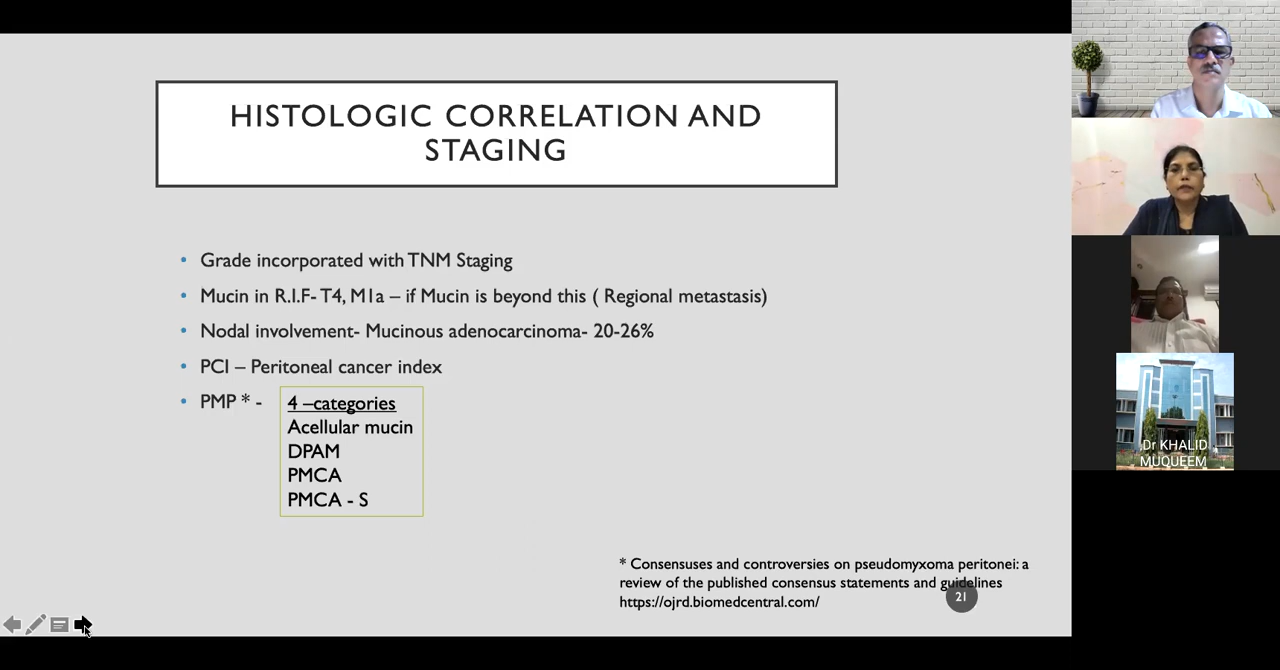 HISTOLOGIC CORRELATION AND
STAGING
• Grade incorporated with TNM Staging
• Mucin in R.I.F- T4, M1a – if Mucin is beyond this ( Regional metastasis)
• Nodal involvement- Mucinous adenocarcinoma- 20-26%
• PCI – Peritoneal cancer index
• PMP * -
4 –categories
Acellular mucin
DPAM
PMCA
PMCA - S
* Consensuses and controversies on pseudomyxoma peritonei: a
review of the published consensus statements and guidelines
https://ojrd.biomedcentral.com/
21
Dr KHALID
MUQUEEM